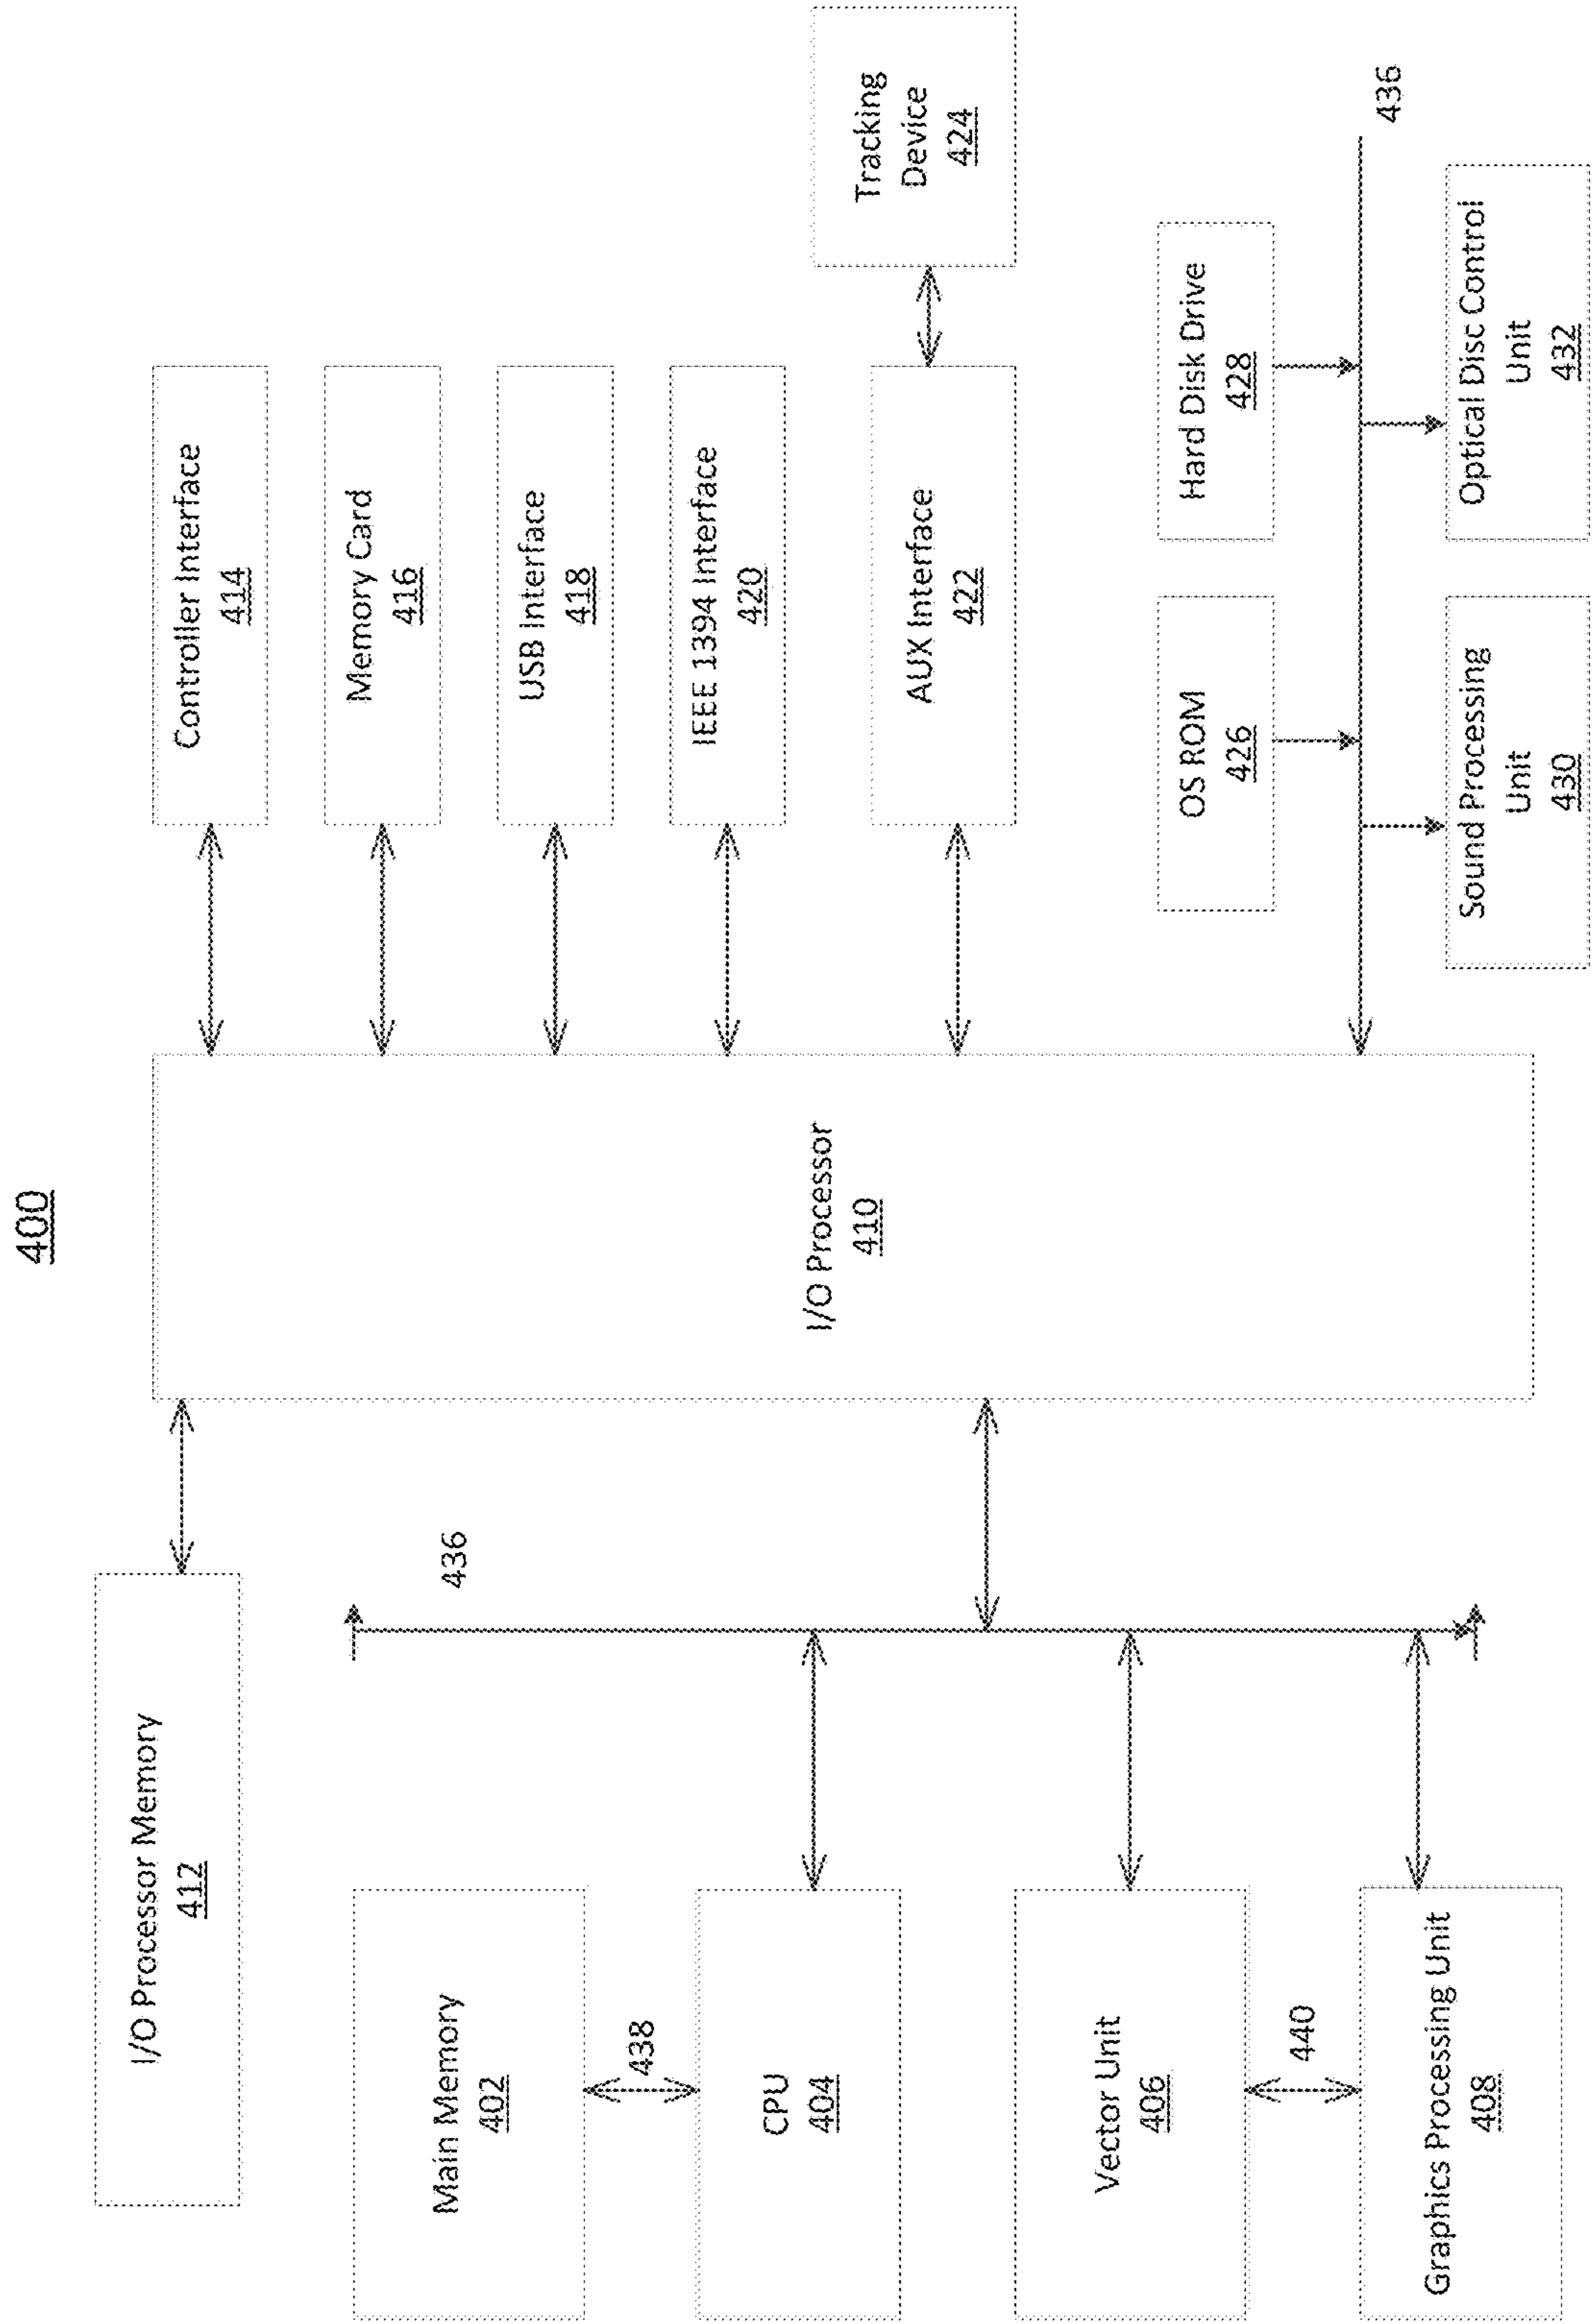 400
I/O Processor Memory
412
Main Memory
402
438
CPU
404
Vector Unit
406
440
Graphics Processing Unit
408
436
I/O Processor
410
Controller Interface
414
Memory Card
416
USB Interface
418
IEEE 1394 Interface
420
AUX Interface
422
Tracking
Device
424
OS ROM
426
Hard Disk Drive
428
436
Sound Processing
Unit
430
Optical Disc Control
Unit
432